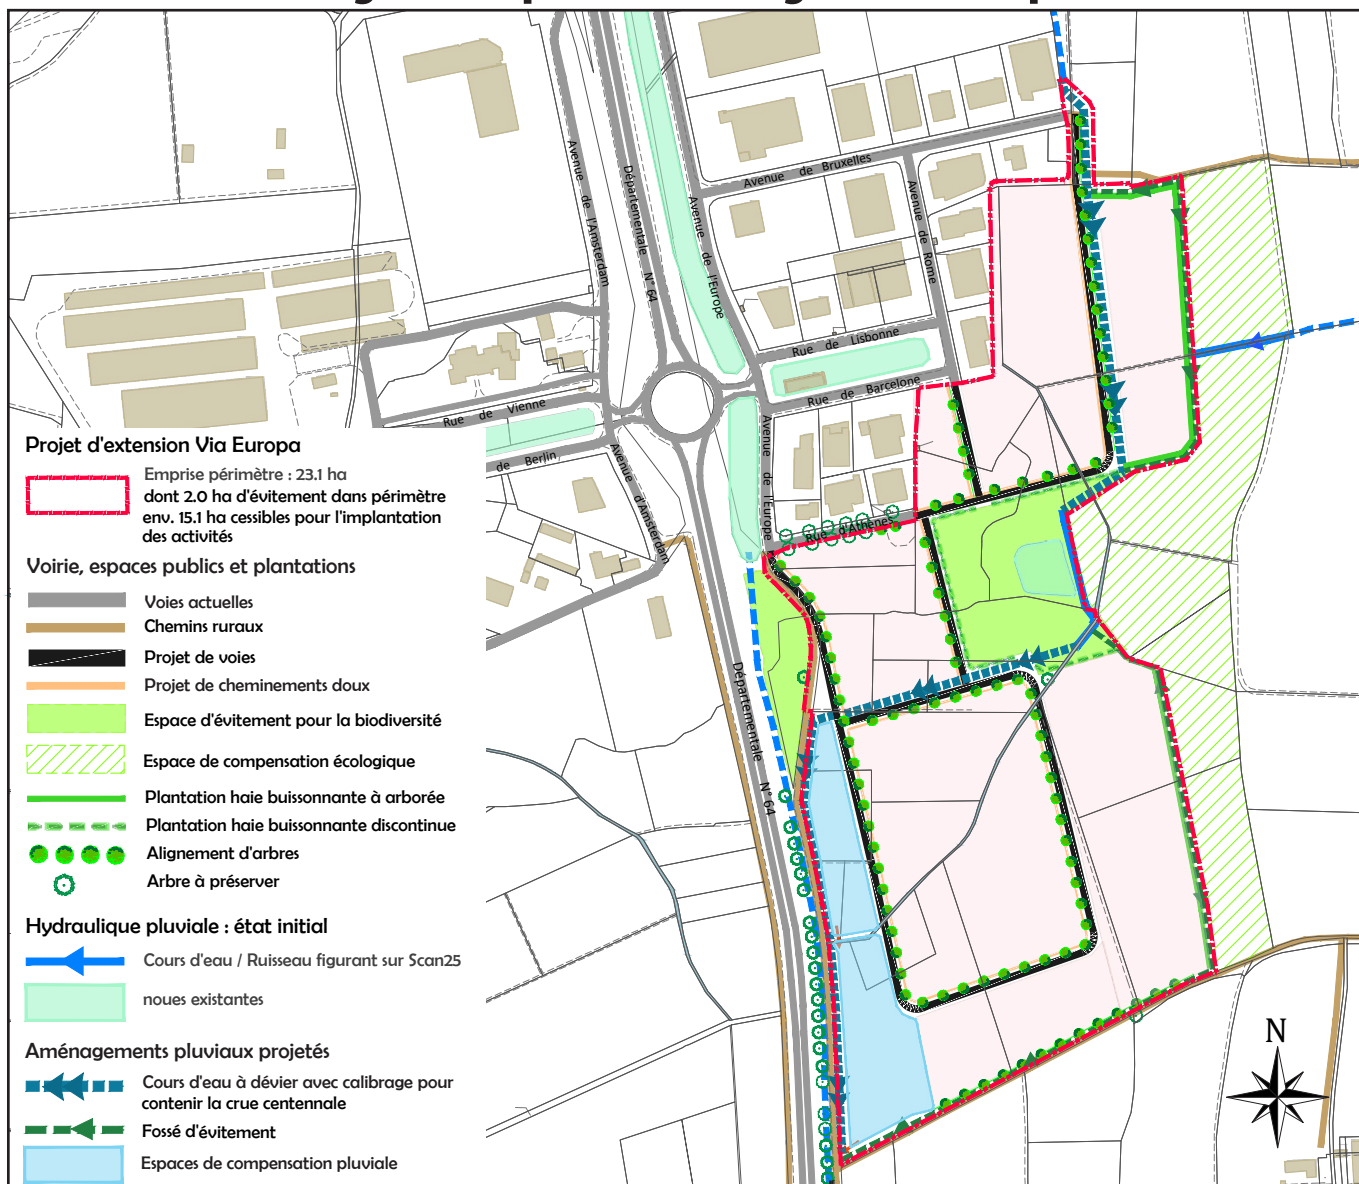 Avenue de Bruxelles
Avenue de l'Amsterdam
Départementale N° 64
Avenue de l'Europe
Avenue de Rome
Rue de Lisbonne
Rue de Barcelone
Rue de Vienne
de Berlin
Avenue d'Amsterdam
Avenue de l'Europe
Rue d'Athènes
Départementale N° 64
Projet d'extension Via Europa
Emprise périmètre : 23.1 ha
dont 2.0 ha d'évitement dans périmètre
env. 15.1 ha cessibles pour l'implantation
des activités
Voirie, espaces publics et plantations
Voies actuelles
Chemins ruraux
Projet de voies
Projet de cheminements doux
Espace d'évitement pour la biodiversité
Espace de compensation écologique
Plantation haie buissonnante à arborée
Plantation haie buissonnante discontinue
Alignement d'arbres
Arbre à préserver
Hydraulique pluviale : état initial
Cours d'eau / Ruisseau figurant sur Scan25
noues existantes
Aménagements pluviaux projetés
Cours d'eau à dévier avec calibrage pour
contenir la crue centennale
Fossé d'évitement
Espaces de compensation pluviale
N